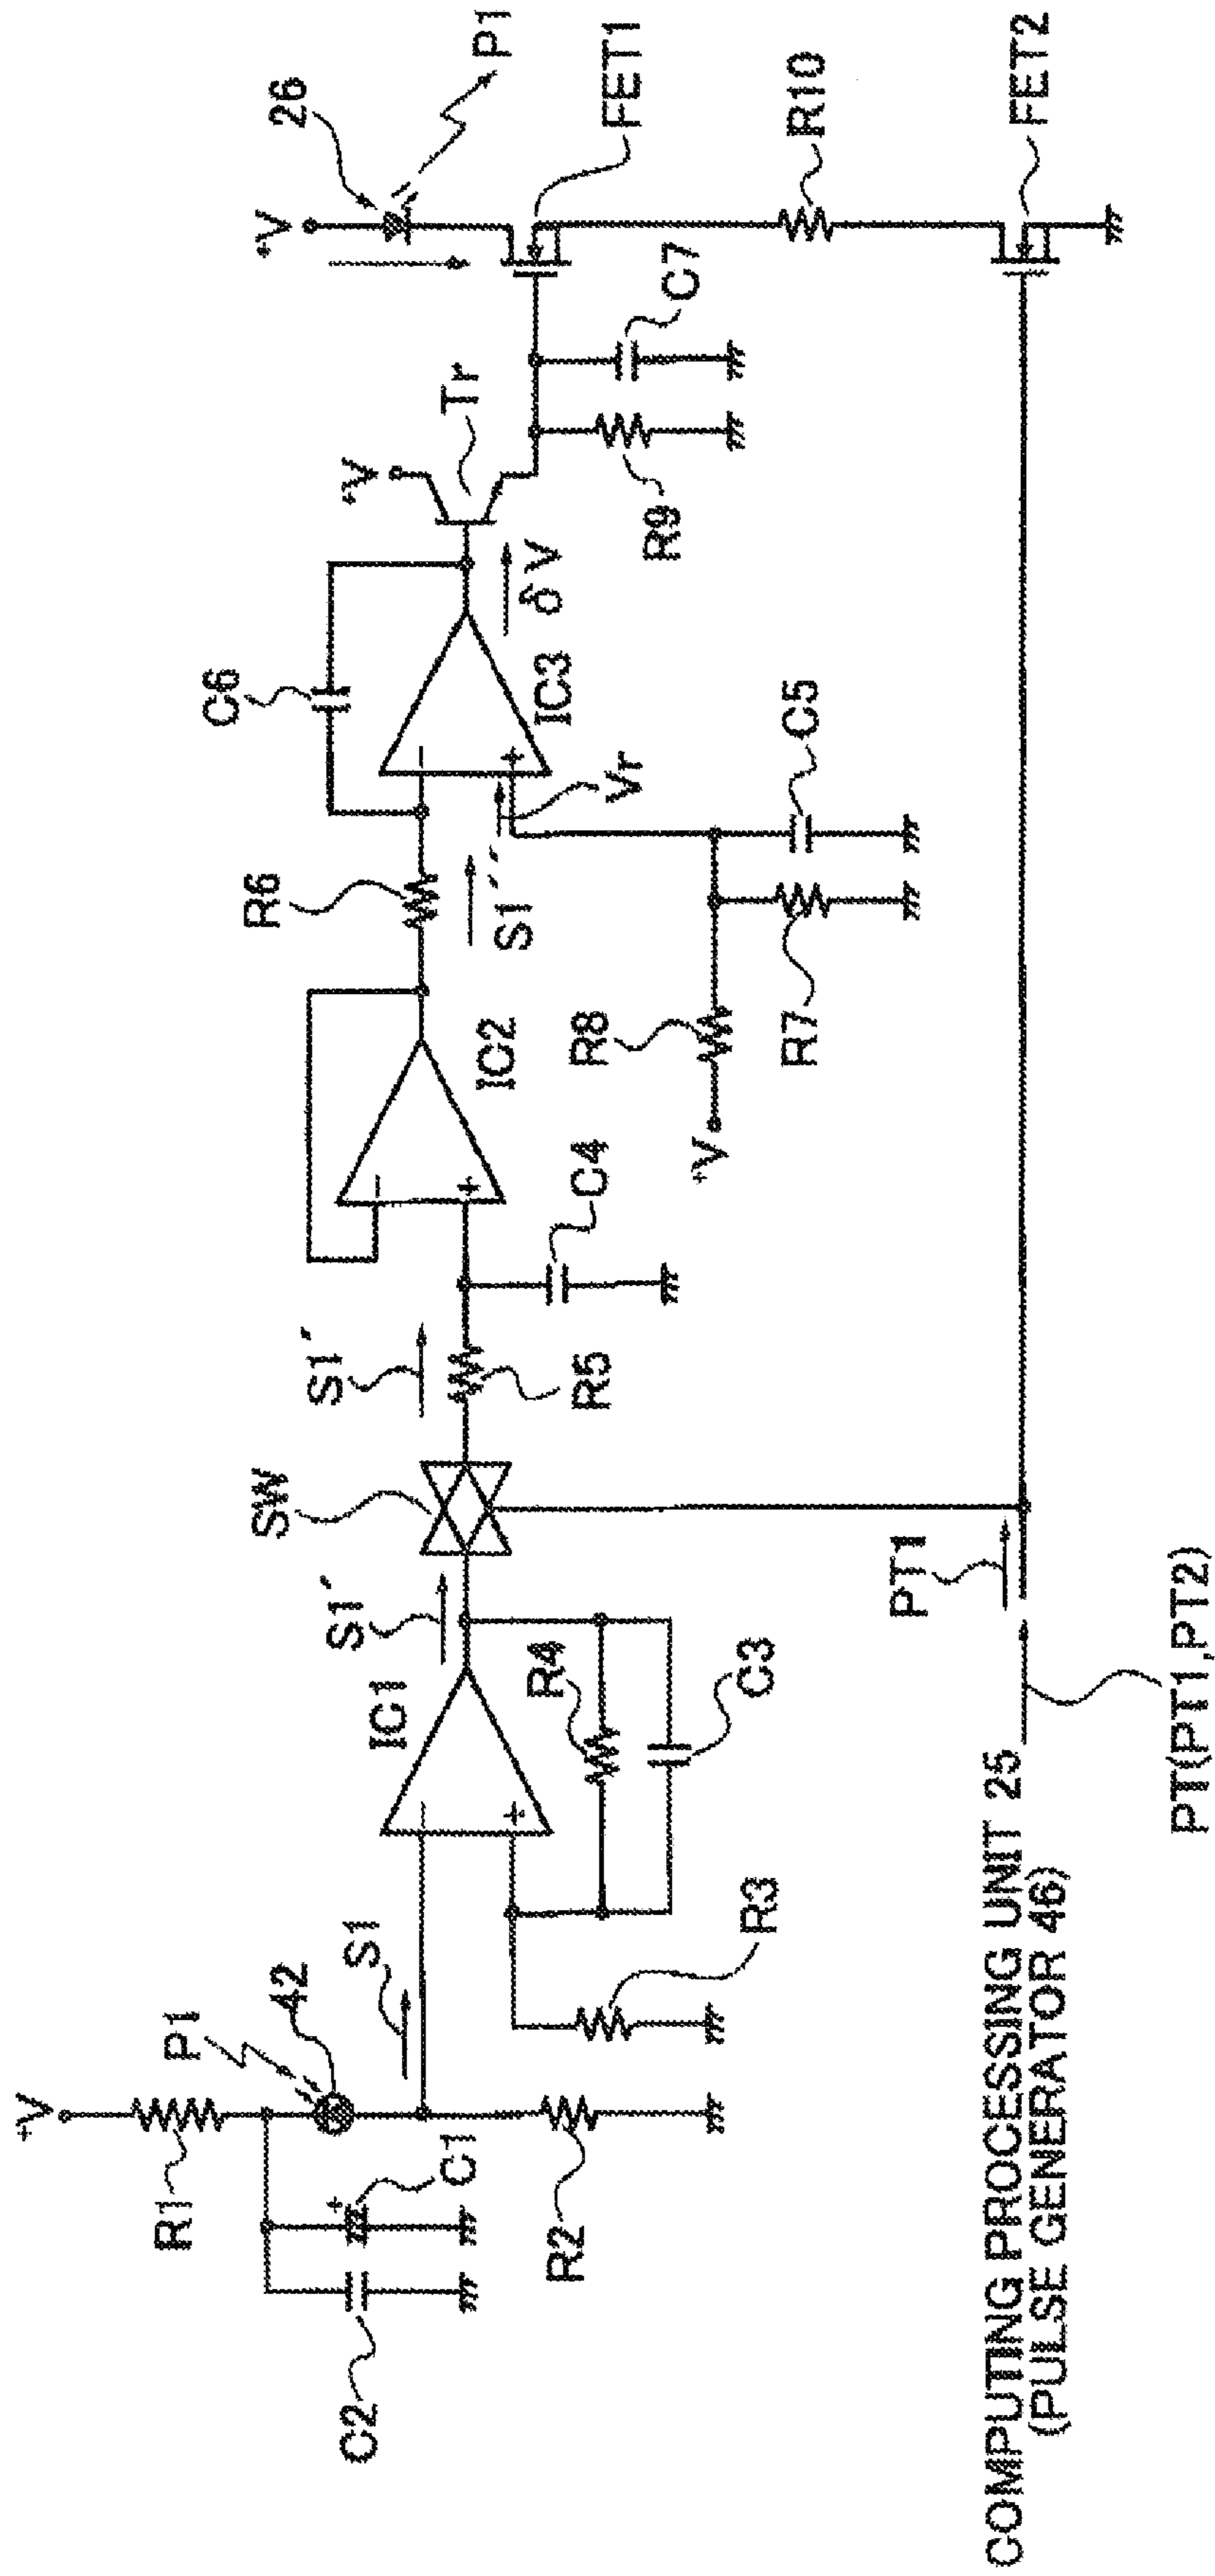 +V
R1
P1
42
C2
C1
R2
S1
R3
IC1
R4
C3
S1´
SW
S1´
R5
C4
IC2
R6
S1´´
+V
R8
R7
C5
Vr
C6
IC3
δV
+V
Tr
R9
C7
+V
26
P1
FET1
R10
FET2
PT1
PT(PT1,PT2)
COMPUTING PROCESSING UNIT 25
(PULSE GENERATOR 46)